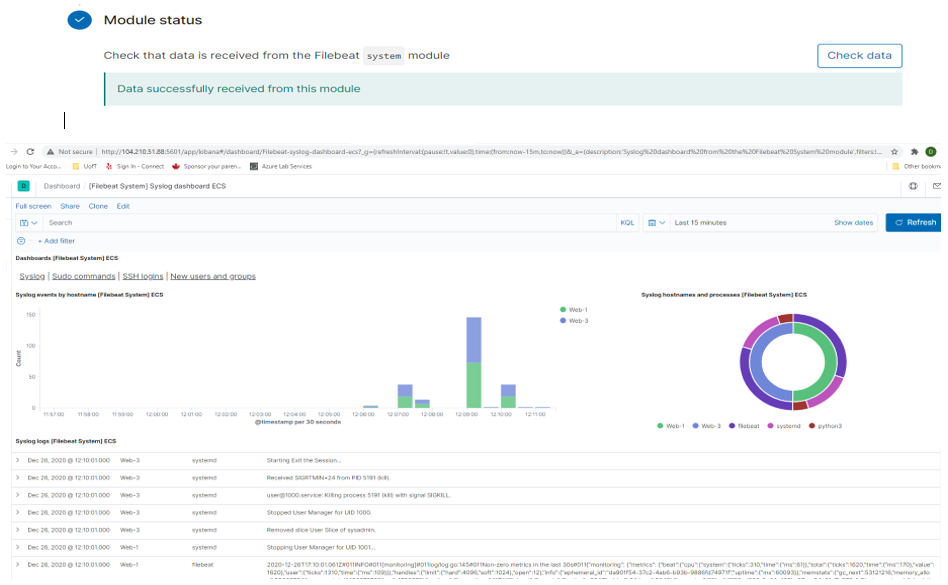 Module status
Check that data is received from the Filebeat system module
Check data
Data successfully received from this module
Not secure | http://104.210.51.88:5601/app/kibana#/dashboard/Filebeat-syslog-dashboard-ecs?_g=(refreshInterval:(pause:!t,value:0),time:(from:now-15m,to:now))&_a=(description:'Syslog%20dashboard%20from%20the%20Filebeat%20System%20module',filters:!...
Login to Your Acco... UofT Sign In - Connect Sponsor your paren... Azure Lab Services Other bookma
D Dashboard / [Filebeat System] Syslog dashboard ECS
Full screen Share Clone Edit
Search KQL Last 15 minutes Show dates Refresh
+ Add filter
Dashboards [Filebeat System] ECS
Syslog | Sudo commands | SSH logins | New users and groups
Syslog events by hostname [Filebeat System] ECS
Syslog hostnames and processes [Filebeat System] ECS
150
100
50
0
Count
11:57:00 11:58:00 11:59:00 12:00:00 12:01:00 12:02:00 12:03:00 12:04:00 12:05:00 12:06:00 12:07:00 12:08:00 12:09:00 12:10:00 12:11:00
@timestamp per 30 seconds
Web-1
Web-3
Web-1 Web-3 filebeat systemd python3
Syslog logs [Filebeat System] ECS
Dec 26, 2020 @ 12:10:01.000 Web-3 systemd Starting Exit the Session...
Dec 26, 2020 @ 12:10:01.000 Web-3 systemd Received SIGRTMIN+24 from PID 5191 (kill).
Dec 26, 2020 @ 12:10:01.000 Web-3 systemd user@1000.service: Killing process 5191 (kill) with signal SIGKILL.
Dec 26, 2020 @ 12:10:01.000 Web-3 systemd Stopped User Manager for UID 1000.
Dec 26, 2020 @ 12:10:01.000 Web-3 systemd Removed slice User Slice of sysadmin.
Dec 26, 2020 @ 12:10:01.000 Web-1 systemd Stopping User Manager for UID 1001...
Dec 26, 2020 @ 12:10:01.000 Web-1 filebeat 2020-12-26T17:10:01.061Z#011INFO#011[monitoring]#011log/log.go:145#011Non-zero metrics in the last 30s#011{"monitoring": {"metrics": {"beat":{"cpu":{"system":{"ticks":310,"time":{"ms":61}},"total":{"ticks":1620,"time":{"ms":170},"value":
1620},"user":{"ticks":1310,"time":{"ms":109}}},"handles":{"limit":{"hard":4096,"soft":1024},"open":12},"info":